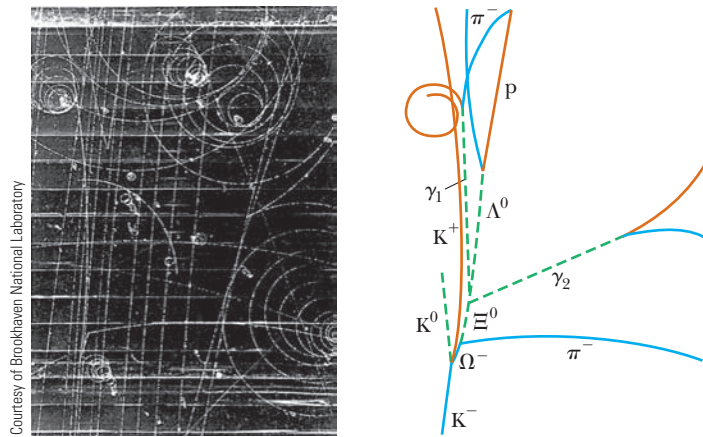 Courtesy of Brookhaven National Laboratory
π⁻
p
γ₁
Λ⁰
K⁺
γ₂
K⁰
Ξ⁰
Ω⁻
π⁻
K⁻